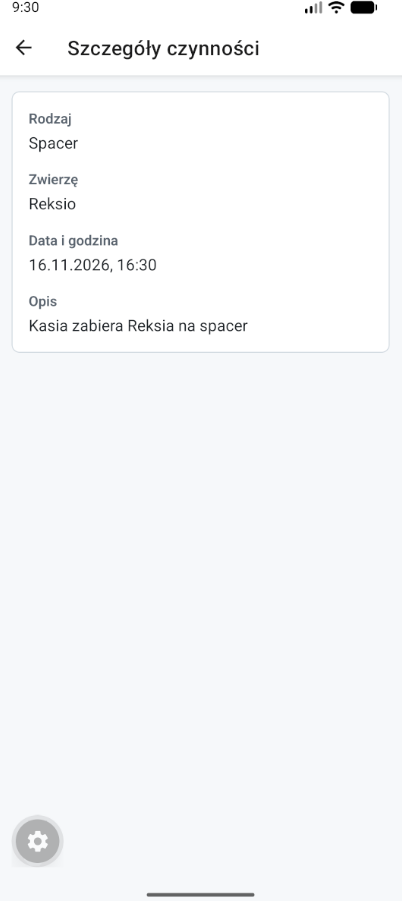 9:30
Szczegóły czynności
Rodzaj
Spacer
Zwierzę
Reksio
Data i godzina
16.11.2026, 16:30
Opis
Kasia zabiera Reksia na spacer